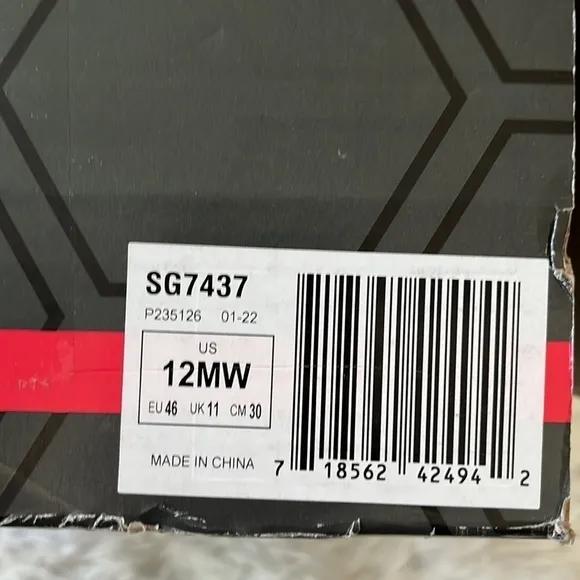 SG7437
P235126 01-22
US
12MW
EU 46 UK 11 CM 30
MADE IN CHINA
7 18562 42494 2